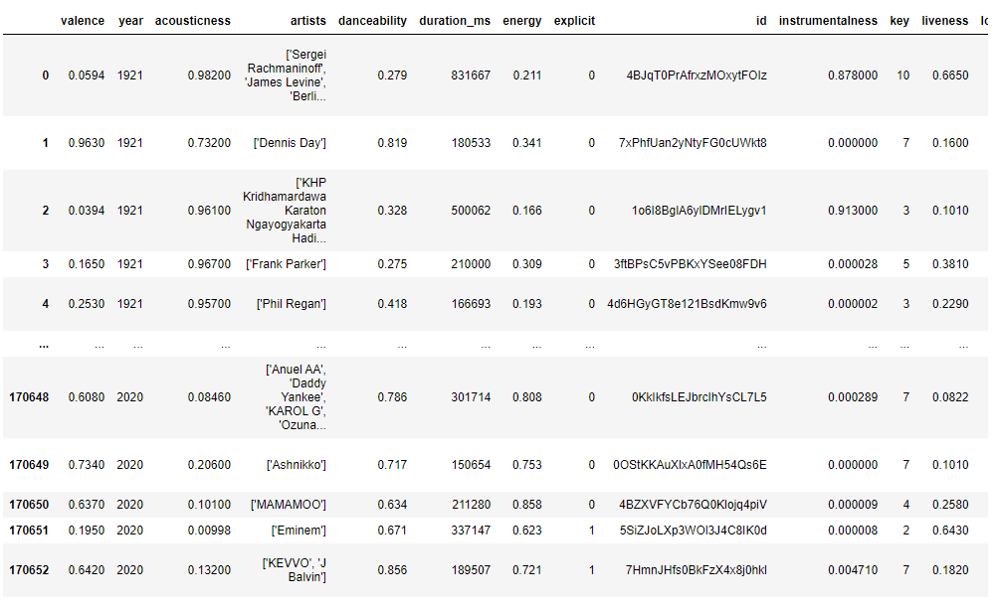 valence year acousticness artists danceability duration_ms energy explicit id instrumentalness key liveness lo
0 0.0594 1921 0.98200 ['Sergei
Rachmaninoff',
'James Levine',
'Berli... 0.279 831667 0.211 0 4BJqT0PrAfrxzMOxytFOIz 0.878000 10 0.6650
1 0.9630 1921 0.73200 ['Dennis Day'] 0.819 180533 0.341 0 7xPhfUan2yNtyFG0cUWkt8 0.000000 7 0.1600
2 0.0394 1921 0.96100 ['KHP
Kridhamardawa
Karaton
Ngayogyakarta
Hadi... 0.328 500062 0.166 0 1o6I8BglA6ylDMrIELygv1 0.913000 3 0.1010
3 0.1650 1921 0.96700 ['Frank Parker'] 0.275 210000 0.309 0 3ftBPsC5vPBKxYSee08FDH 0.000028 5 0.3810
4 0.2530 1921 0.95700 ['Phil Regan'] 0.418 166693 0.193 0 4d6HGyGT8e121BsdKmw9v6 0.000002 3 0.2290
... ... ... ... ... ... ... ... ... ... ... ... ...
170648 0.6080 2020 0.08460 ['Anuel AA',
'Daddy
Yankee',
'KAROL G',
'Ozuna... 0.786 301714 0.808 0 0KkIkfsLEJbrcIhYsCL7L5 0.000289 7 0.0822
170649 0.7340 2020 0.20600 ['Ashnikko'] 0.717 150654 0.753 0 0OStKKAuXlxA0fMH54Qs6E 0.000000 7 0.1010
170650 0.6370 2020 0.10100 ['MAMAMOO'] 0.634 211280 0.858 0 4BZXVFYCb76Q0Klojq4piV 0.000009 4 0.2580
170651 0.1950 2020 0.00998 ['Eminem'] 0.671 337147 0.623 1 5SiZJoLXp3WOl3J4C8IK0d 0.000008 2 0.6430
170652 0.6420 2020 0.13200 ['KEVVO', 'J
Balvin'] 0.856 189507 0.721 1 7HmnJHfs0BkFzX4x8j0hkl 0.004710 7 0.1820